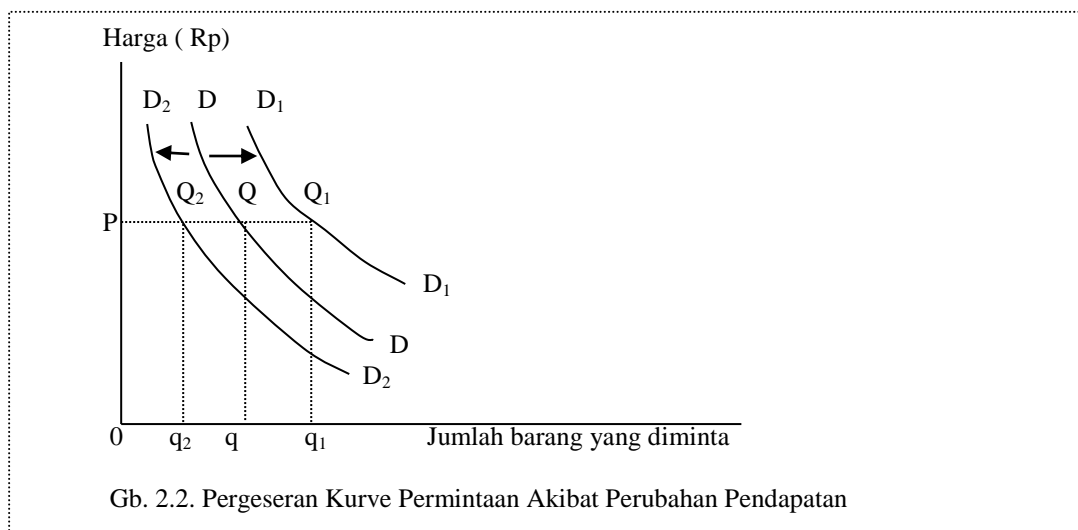 Harga ( Rp)
D₂ D D₁
Q₂ Q Q₁
P
D₁
D
D₂
0 q₂ q q₁ Jumlah barang yang diminta
Gb. 2.2. Pergeseran Kurve Permintaan Akibat Perubahan Pendapatan